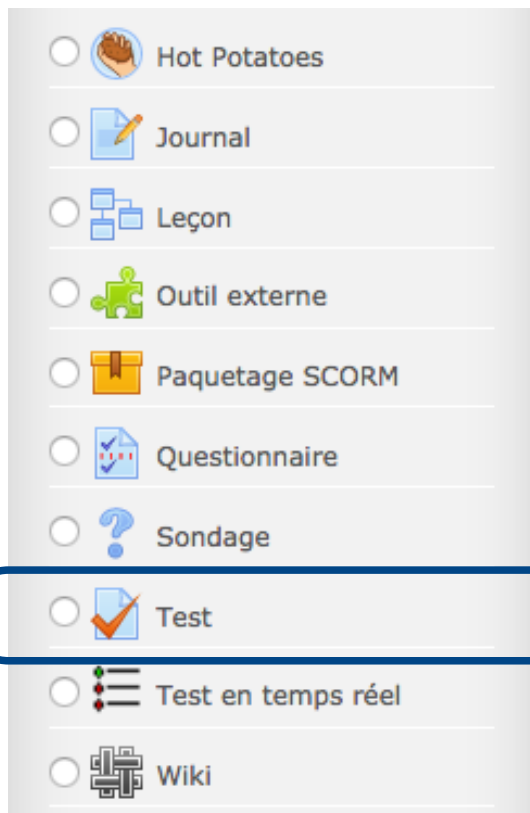 Hot Potatoes
Journal
Leçon
Outil externe
Paquetage SCORM
Questionnaire
Sondage
Test
Test en temps réel
Wiki